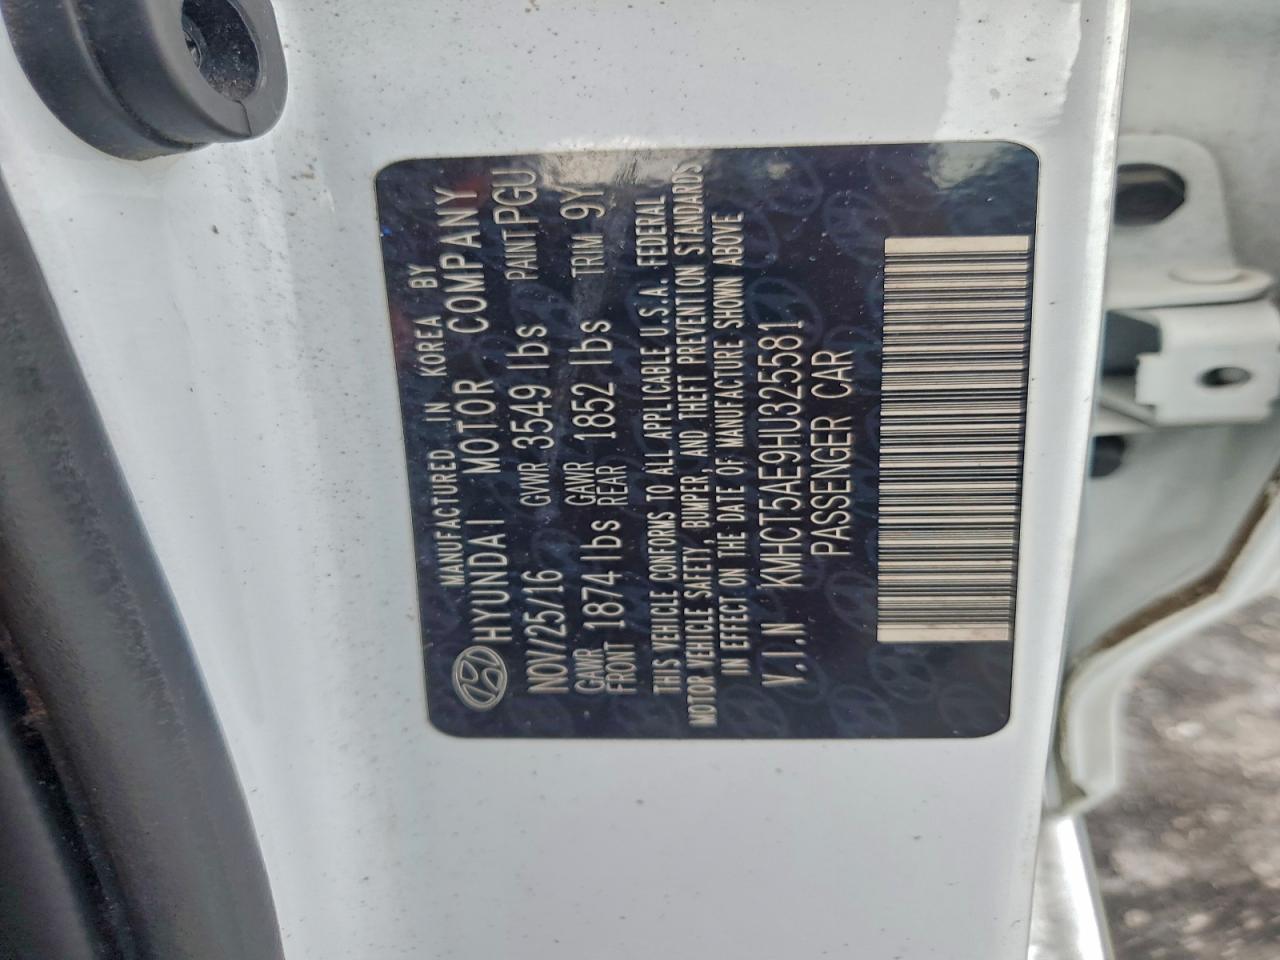 MANUFACTURED IN KOREA BY
HYUNDAI MOTOR COMPANY
NOV/25/16 GVWR 3549 lbs PAINT PGU
GAWR FRONT 1874 lbs GAWR REAR 1852 lbs TRIM 9Y
THIS VEHICLE CONFORMS TO ALL APPLICABLE U.S.A. FEDERAL
MOTOR VEHICLE SAFETY, BUMPER, AND THEFT PREVENTION STANDARDS
IN EFFECT ON THE DATE OF MANUFACTURE SHOWN ABOVE
V.I.N KMHCT5AE9HU325581
PASSENGER CAR